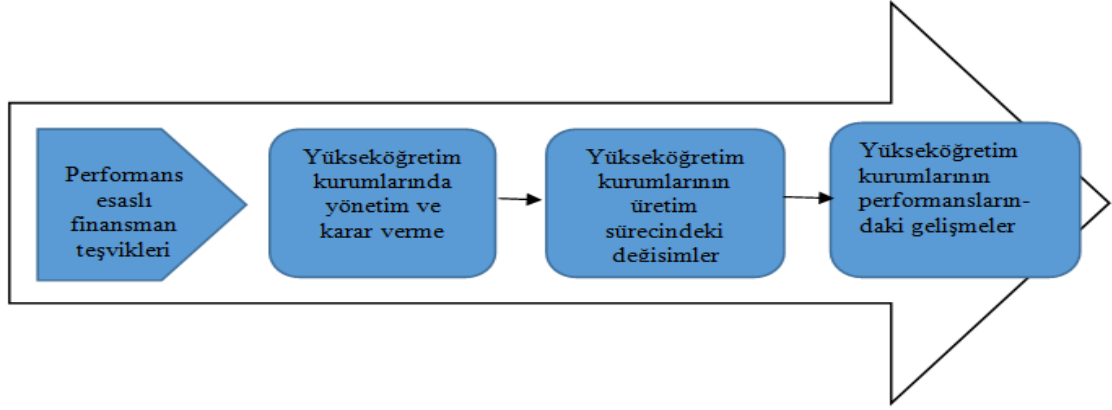 Performans
esaslı
finansman
teşvikleri
Yükseköğretim
kurumlarında
yönetim ve
karar verme
Yükseköğretim
kurumlarının
üretim
sürecindeki
değişimler
Yükseköğretim
kurumlarının
performansların-
daki gelişmeler